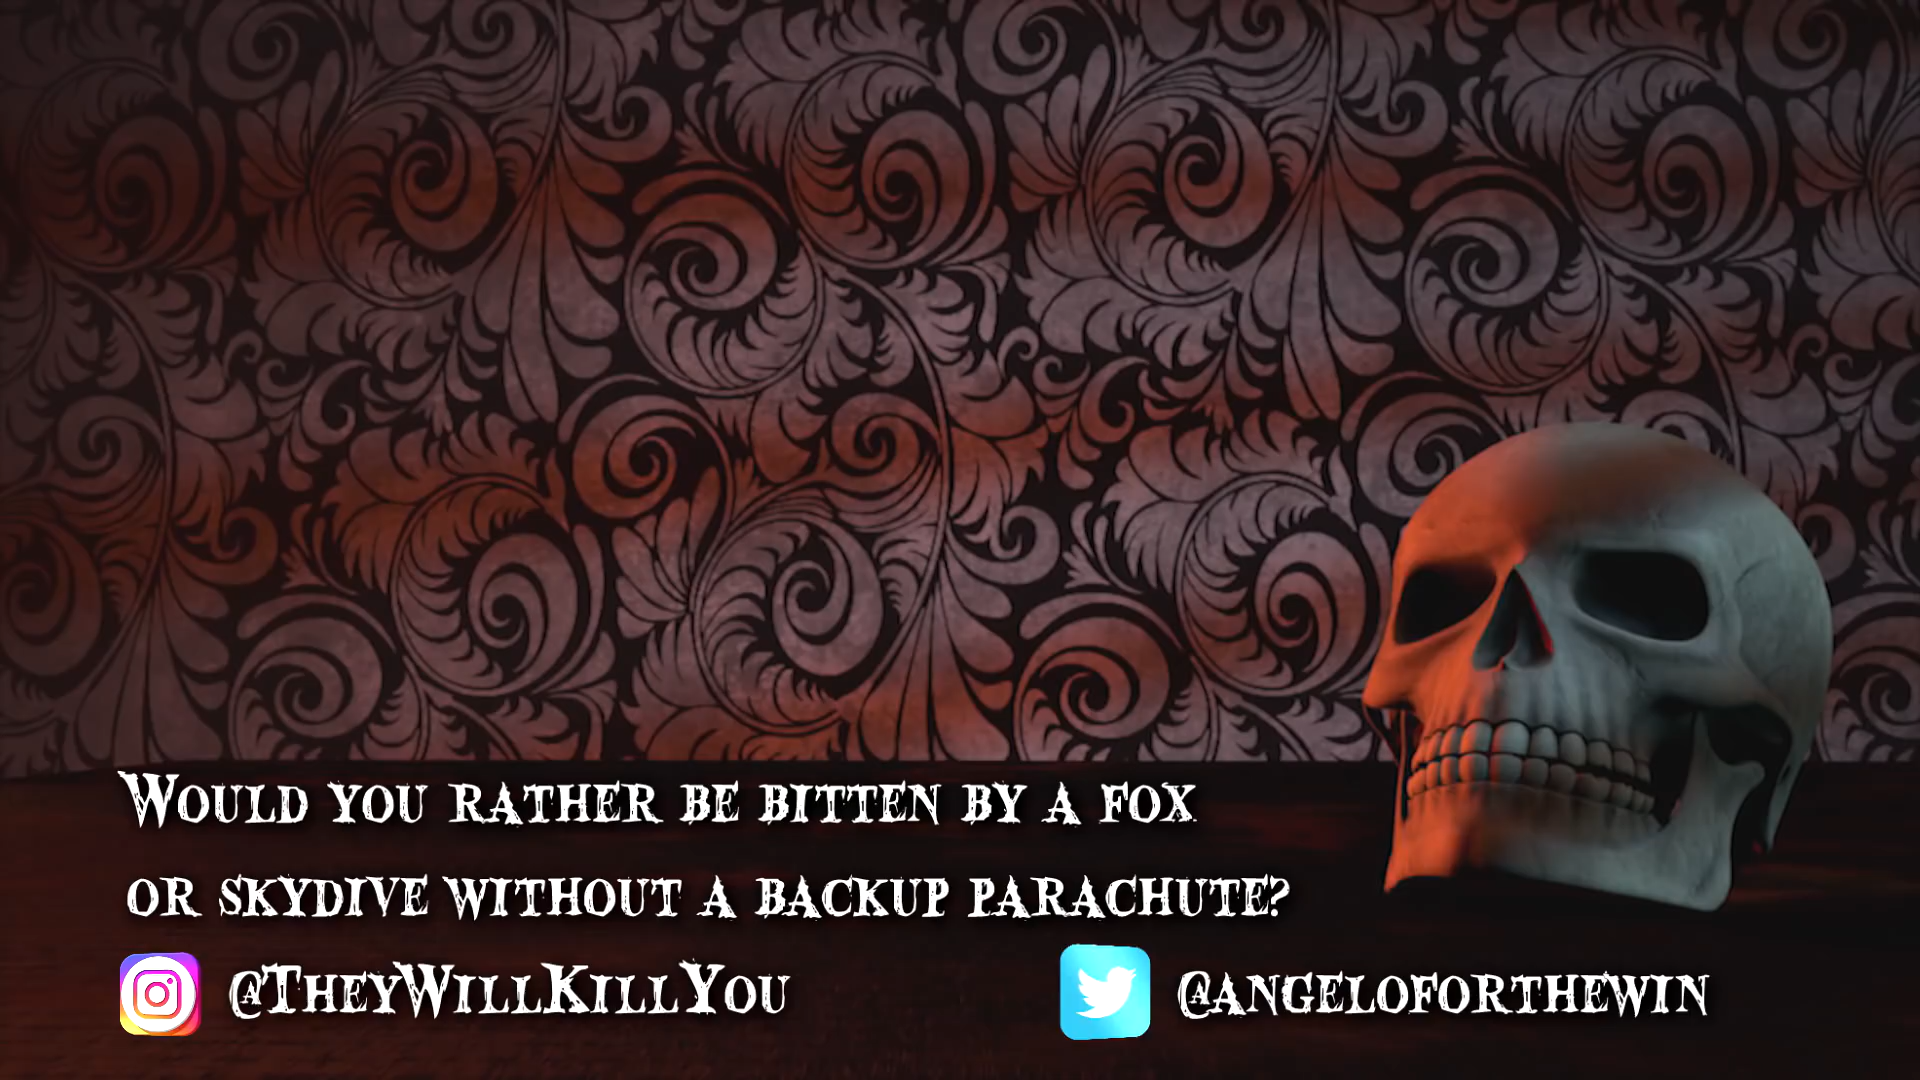 Would you rather be bitten by a fox
or skydive without a backup parachute?
@TheyWillKillYou
@angeloforthewin